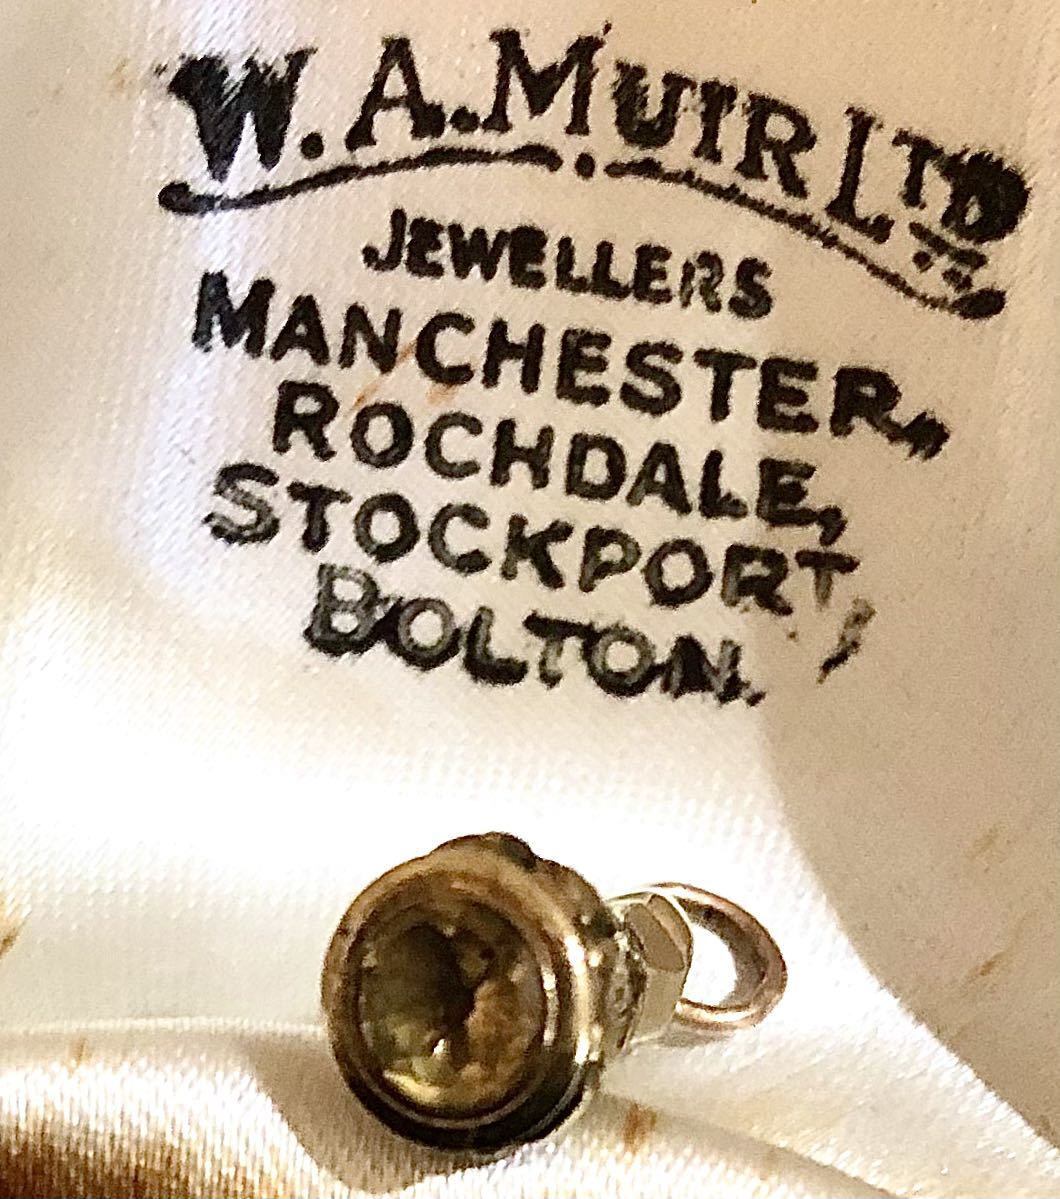 W. A. MUIR LTD
JEWELLERS
MANCHESTER,
ROCHDALE,
STOCKPORT,
BOLTON.